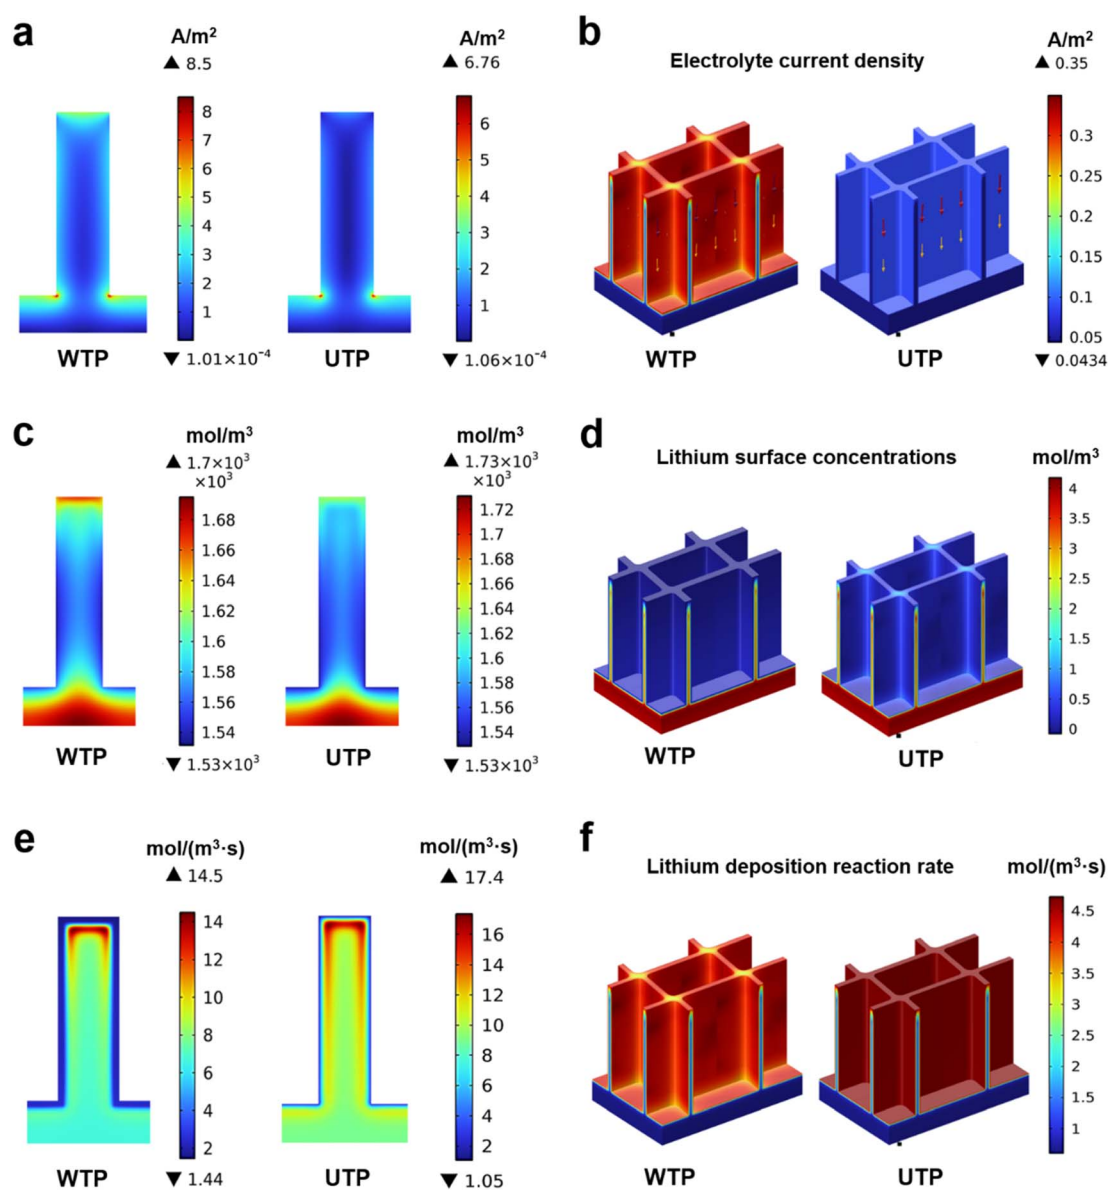 a
A/m²
▲ 8.5
8
7
6
5
4
3
2
1
▼ 1.01×10⁻⁴
WTP
A/m²
▲ 6.76
6
5
4
3
2
1
▼ 1.06×10⁻⁴
UTP
b
Electrolyte current density
A/m²
▲ 0.35
0.3
0.25
0.2
0.15
0.1
0.05
▼ 0.0434
WTP
UTP
c
mol/m³
▲ 1.7×10³
×10³
1.68
1.66
1.64
1.62
1.6
1.58
1.56
1.54
▼ 1.53×10³
WTP
mol/m³
▲ 1.73×10³
×10³
1.72
1.7
1.68
1.66
1.64
1.62
1.6
1.58
1.56
1.54
▼ 1.53×10³
UTP
d
Lithium surface concentrations
mol/m³
4
3.5
3
2.5
2
1.5
1
0.5
0
WTP
UTP
e
mol/(m³·s)
▲ 14.5
14
12
10
8
6
4
2
▼ 1.44
WTP
mol/(m³·s)
▲ 17.4
16
14
12
10
8
6
4
2
▼ 1.05
UTP
f
Lithium deposition reaction rate
mol/(m³·s)
4.5
4
3.5
3
2.5
2
1.5
1
WTP
UTP